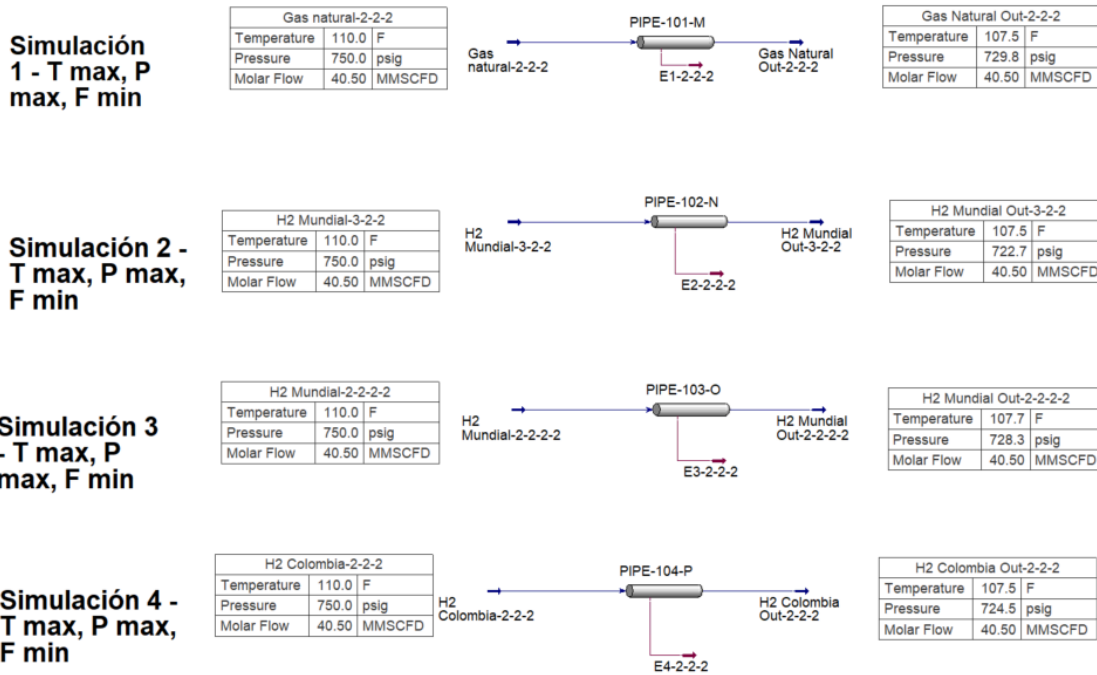 Simulación
1 - T max, P
max, F min
Gas natural-2-2-2
Temperature 110.0 F
Pressure 750.0 psig
Molar Flow 40.50 MMSCFD
Gas
natural-2-2-2
PIPE-101-M
E1-2-2-2
Gas Natural
Out-2-2-2
Gas Natural Out-2-2-2
Temperature 107.5 F
Pressure 729.8 psig
Molar Flow 40.50 MMSCFD
Simulación 2 -
T max, P max,
F min
H2 Mundial-3-2-2
Temperature 110.0 F
Pressure 750.0 psig
Molar Flow 40.50 MMSCFD
H2
Mundial-3-2-2
PIPE-102-N
E2-2-2-2
H2 Mundial
Out-3-2-2
H2 Mundial Out-3-2-2
Temperature 107.5 F
Pressure 722.7 psig
Molar Flow 40.50 MMSCFD
Simulación 3
- T max, P
max, F min
H2 Mundial-2-2-2-2
Temperature 110.0 F
Pressure 750.0 psig
Molar Flow 40.50 MMSCFD
H2
Mundial-2-2-2-2
PIPE-103-O
E3-2-2-2
H2 Mundial
Out-2-2-2-2
H2 Mundial Out-2-2-2-2
Temperature 107.7 F
Pressure 728.3 psig
Molar Flow 40.50 MMSCFD
Simulación 4 -
T max, P max,
F min
H2 Colombia-2-2-2
Temperature 110.0 F
Pressure 750.0 psig
Molar Flow 40.50 MMSCFD
H2
Colombia-2-2-2
PIPE-104-P
E4-2-2-2
H2 Colombia
Out-2-2-2
H2 Colombia Out-2-2-2
Temperature 107.5 F
Pressure 724.5 psig
Molar Flow 40.50 MMSCFD